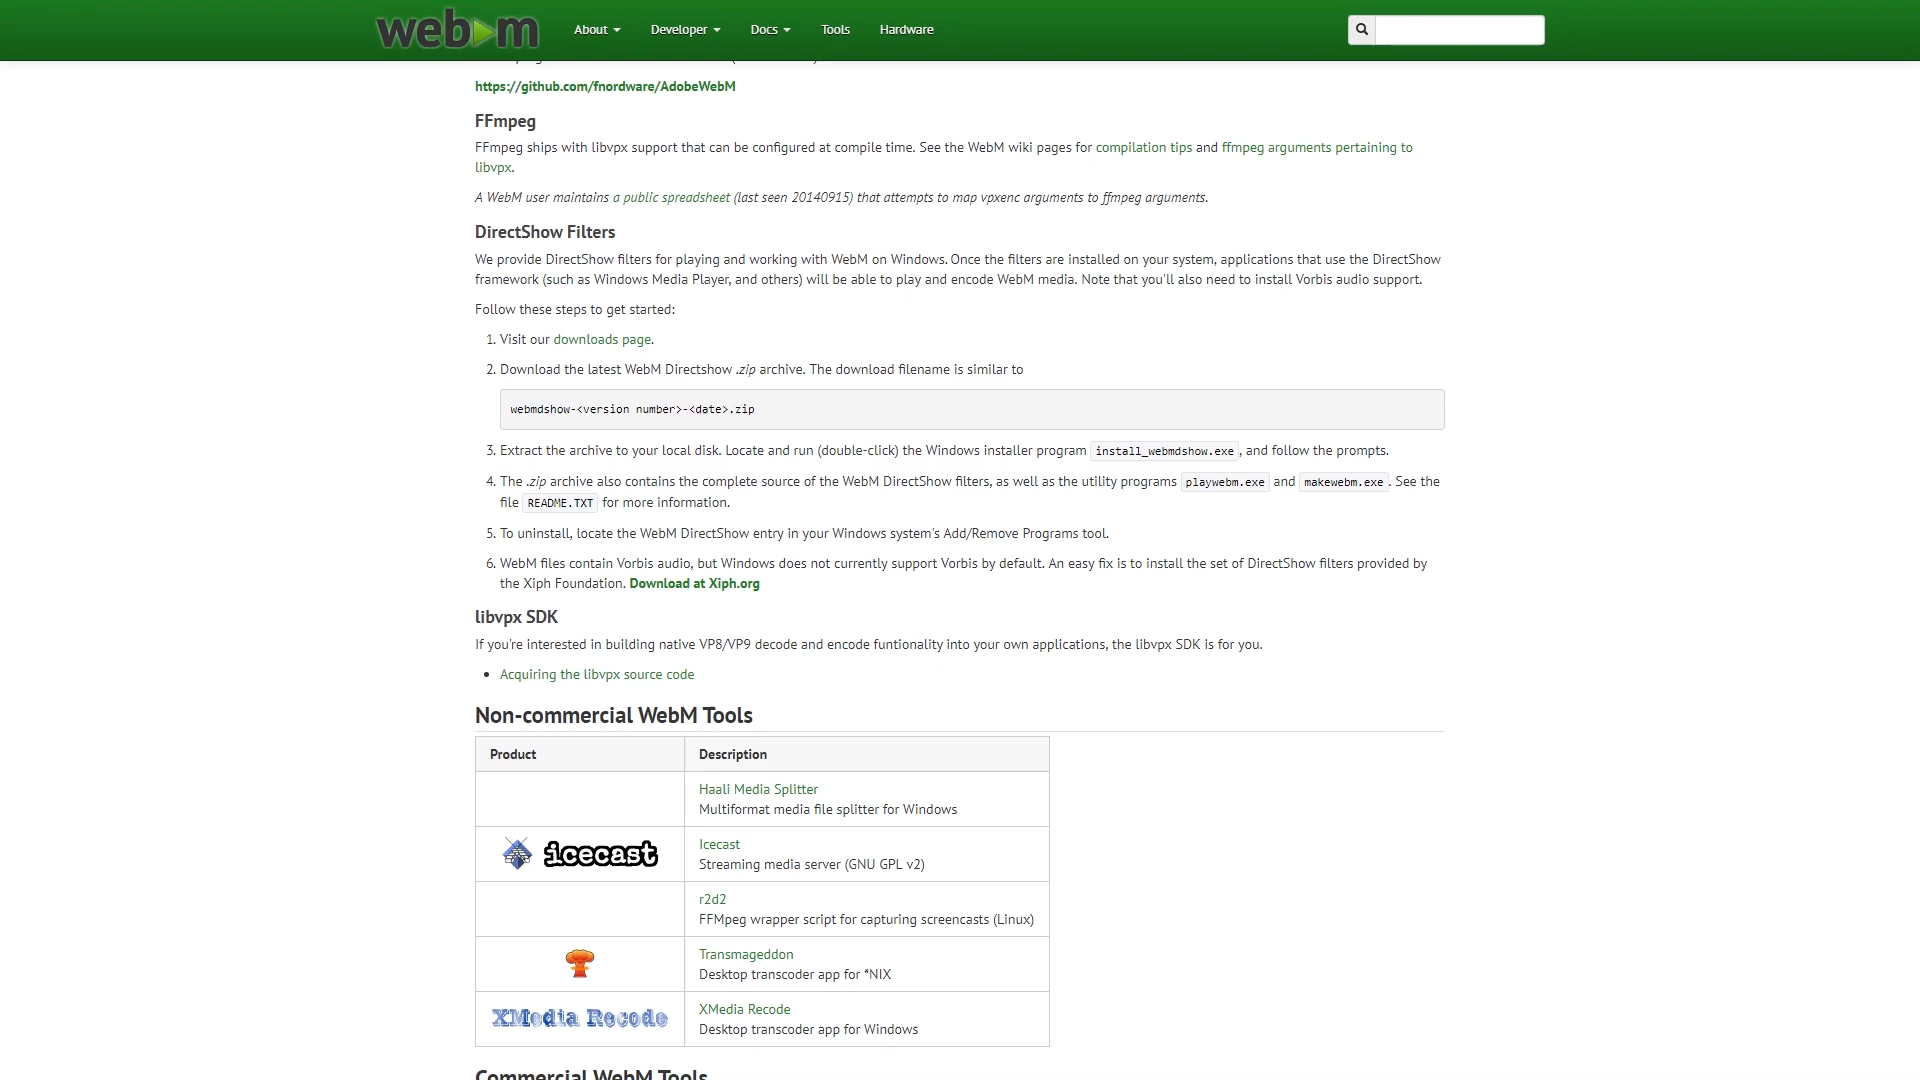 webm
About
Developer
Docs
Tools
Hardware
https://github.com/fnordware/AdobeWebM
FFmpeg
FFmpeg ships with libvpx support that can be configured at compile time. See the WebM wiki pages for compilation tips and ffmpeg arguments pertaining to
libvpx.
A WebM user maintains a public spreadsheet (last seen 20140915) that attempts to map vpxenc arguments to ffmpeg arguments.
DirectShow Filters
We provide DirectShow filters for playing and working with WebM on Windows. Once the filters are installed on your system, applications that use the DirectShow
framework (such as Windows Media Player, and others) will be able to play and encode WebM media. Note that you'll also need to install Vorbis audio support.
Follow these steps to get started:
1. Visit our downloads page.
2. Download the latest WebM Directshow .zip archive. The download filename is similar to
webmdshow-<version number>-<date>.zip
3. Extract the archive to your local disk. Locate and run (double-click) the Windows installer program install_webmdshow.exe, and follow the prompts.
4. The .zip archive also contains the complete source of the WebM DirectShow filters, as well as the utility programs playwebm.exe and makewebm.exe. See the
file README.TXT for more information.
5. To uninstall, locate the WebM DirectShow entry in your Windows system's Add/Remove Programs tool.
6. WebM files contain Vorbis audio, but Windows does not currently support Vorbis by default. An easy fix is to install the set of DirectShow filters provided by
the Xiph Foundation. Download at Xiph.org
libvpx SDK
If you're interested in building native VP8/VP9 decode and encode funtionality into your own applications, the libvpx SDK is for you.
• Acquiring the libvpx source code
Non-commercial WebM Tools
Product
Description
Haali Media Splitter
Multiformat media file splitter for Windows
icecast
Icecast
Streaming media server (GNU GPL v2)
r2d2
FFMpeg wrapper script for capturing screencasts (Linux)
Transmageddon
Desktop transcoder app for *NIX
XMedia Recode
XMedia Recode
Desktop transcoder app for Windows
Commercial WebM Tools